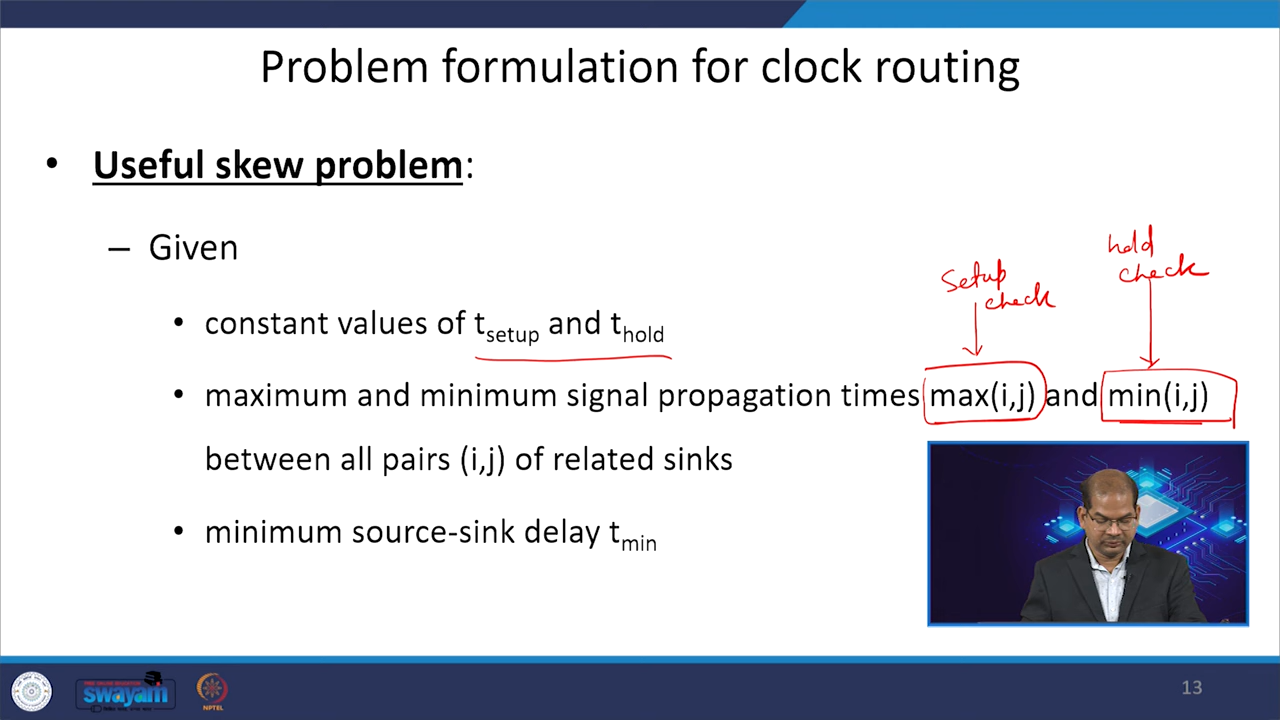 Problem formulation for clock routing
• Useful skew problem:
– Given
hold
check
Setup
check
• constant values of t_setup and t_hold
• maximum and minimum signal propagation times max(i,j) and min(i,j)
between all pairs (i,j) of related sinks
• minimum source-sink delay t_min
swayam
NPTEL
13